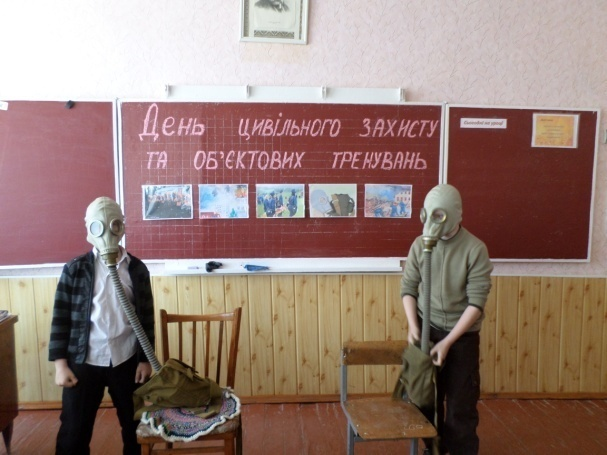 День цивільного захисту
та об'єктових тренувань